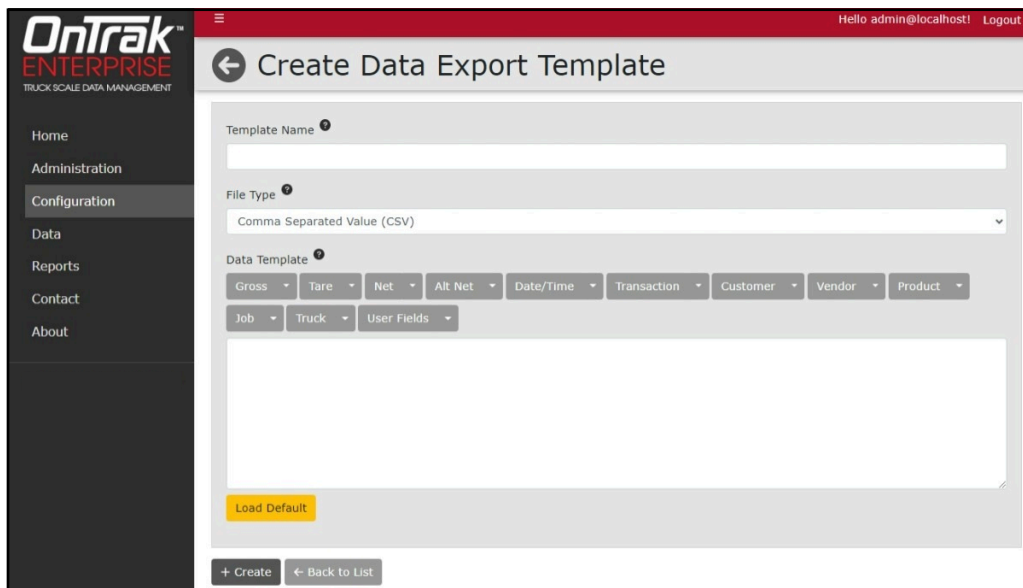 OnTrak™
ENTERPRISE
TRUCK SCALE DATA MANAGEMENT
Home
Administration
Configuration
Data
Reports
Contact
About
Hello admin@localhost! Logout
Create Data Export Template
Template Name
File Type
Comma Separated Value (CSV)
Data Template
Gross Tare Net Alt Net Date/Time Transaction Customer Vendor Product
Job Truck User Fields
Load Default
+ Create ← Back to List